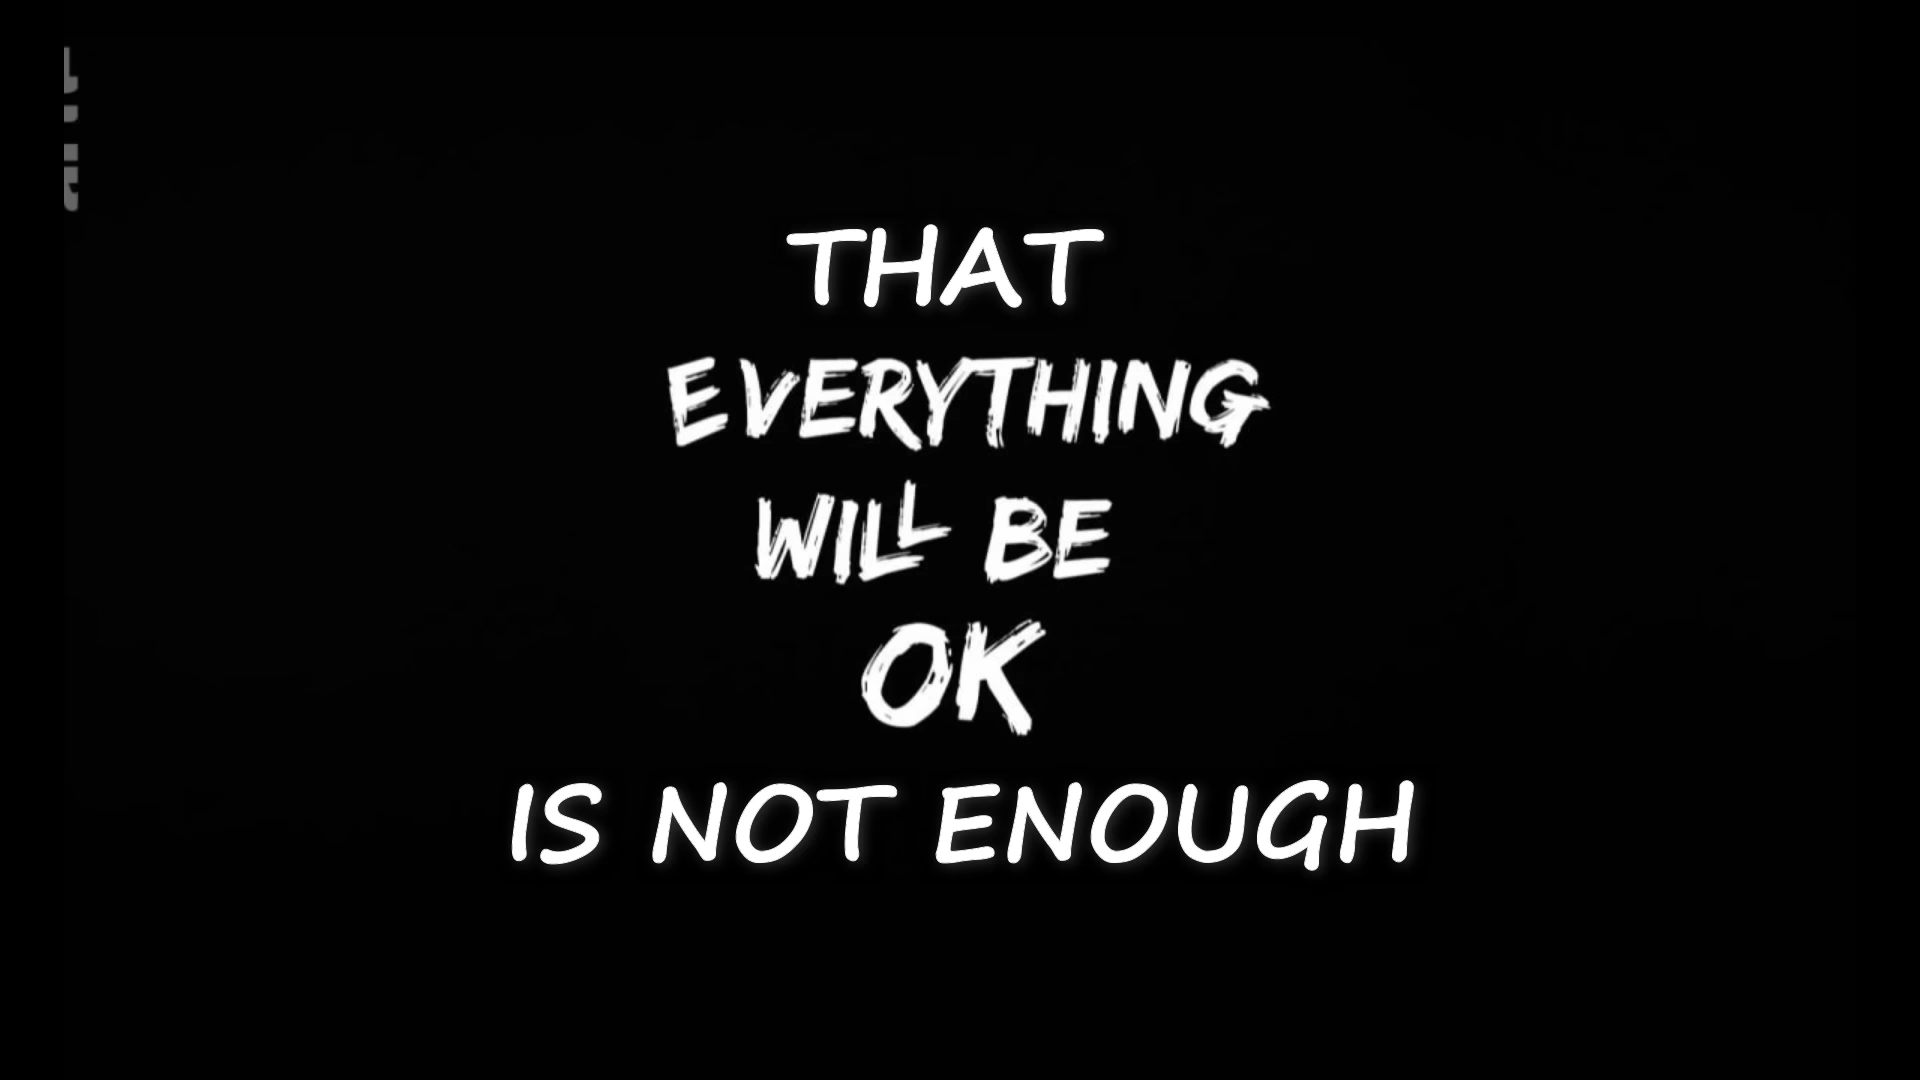 THAT
EVERYTHING
WILL BE
OK
IS NOT ENOUGH